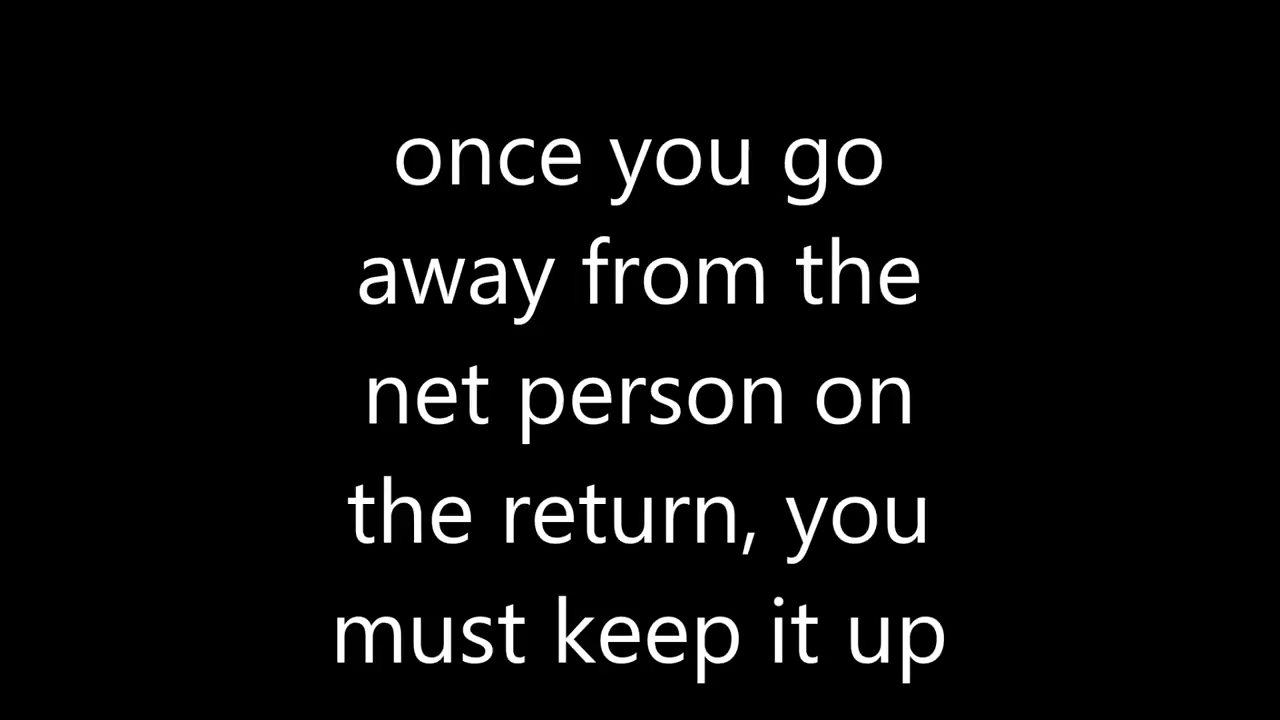 once you go
away from the
net person on
the return, you
must keep it up